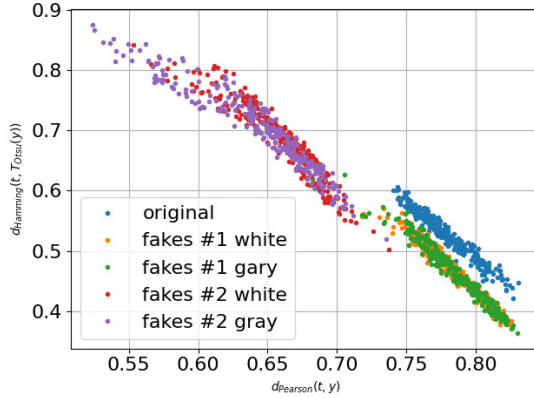 0.9
0.8
0.7
0.6
0.5
0.4
d_Hamming(t, T_Otsu(y))
original
fakes #1 white
fakes #1 gary
fakes #2 white
fakes #2 gray
0.55 0.60 0.65 0.70 0.75 0.80
d_Pearson(t, y)